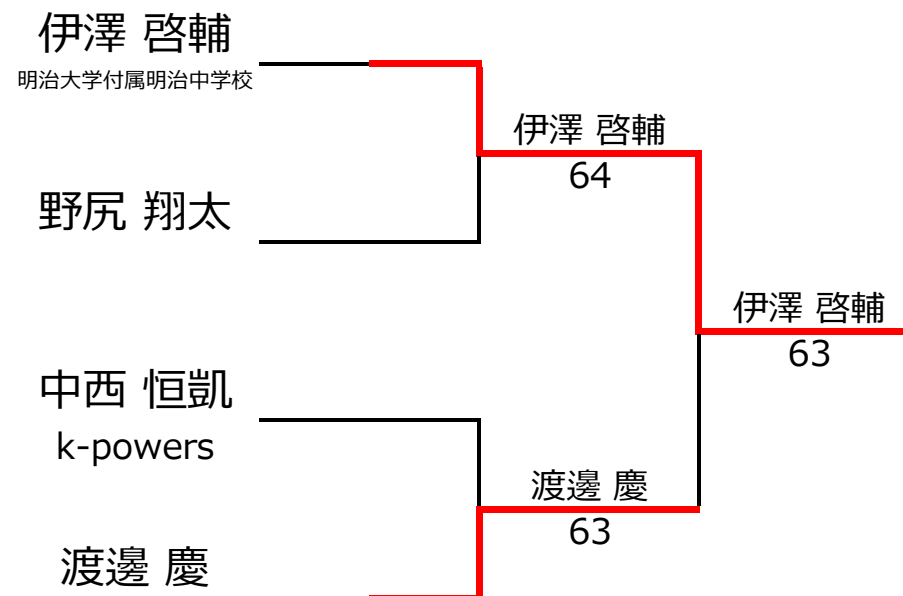 伊澤 啓輔
明治大学付属明治中学校
伊澤 啓輔
64
野尻 翔太
伊澤 啓輔
63
中西 恒凱
k-powers
渡邊 慶
63
渡邊 慶